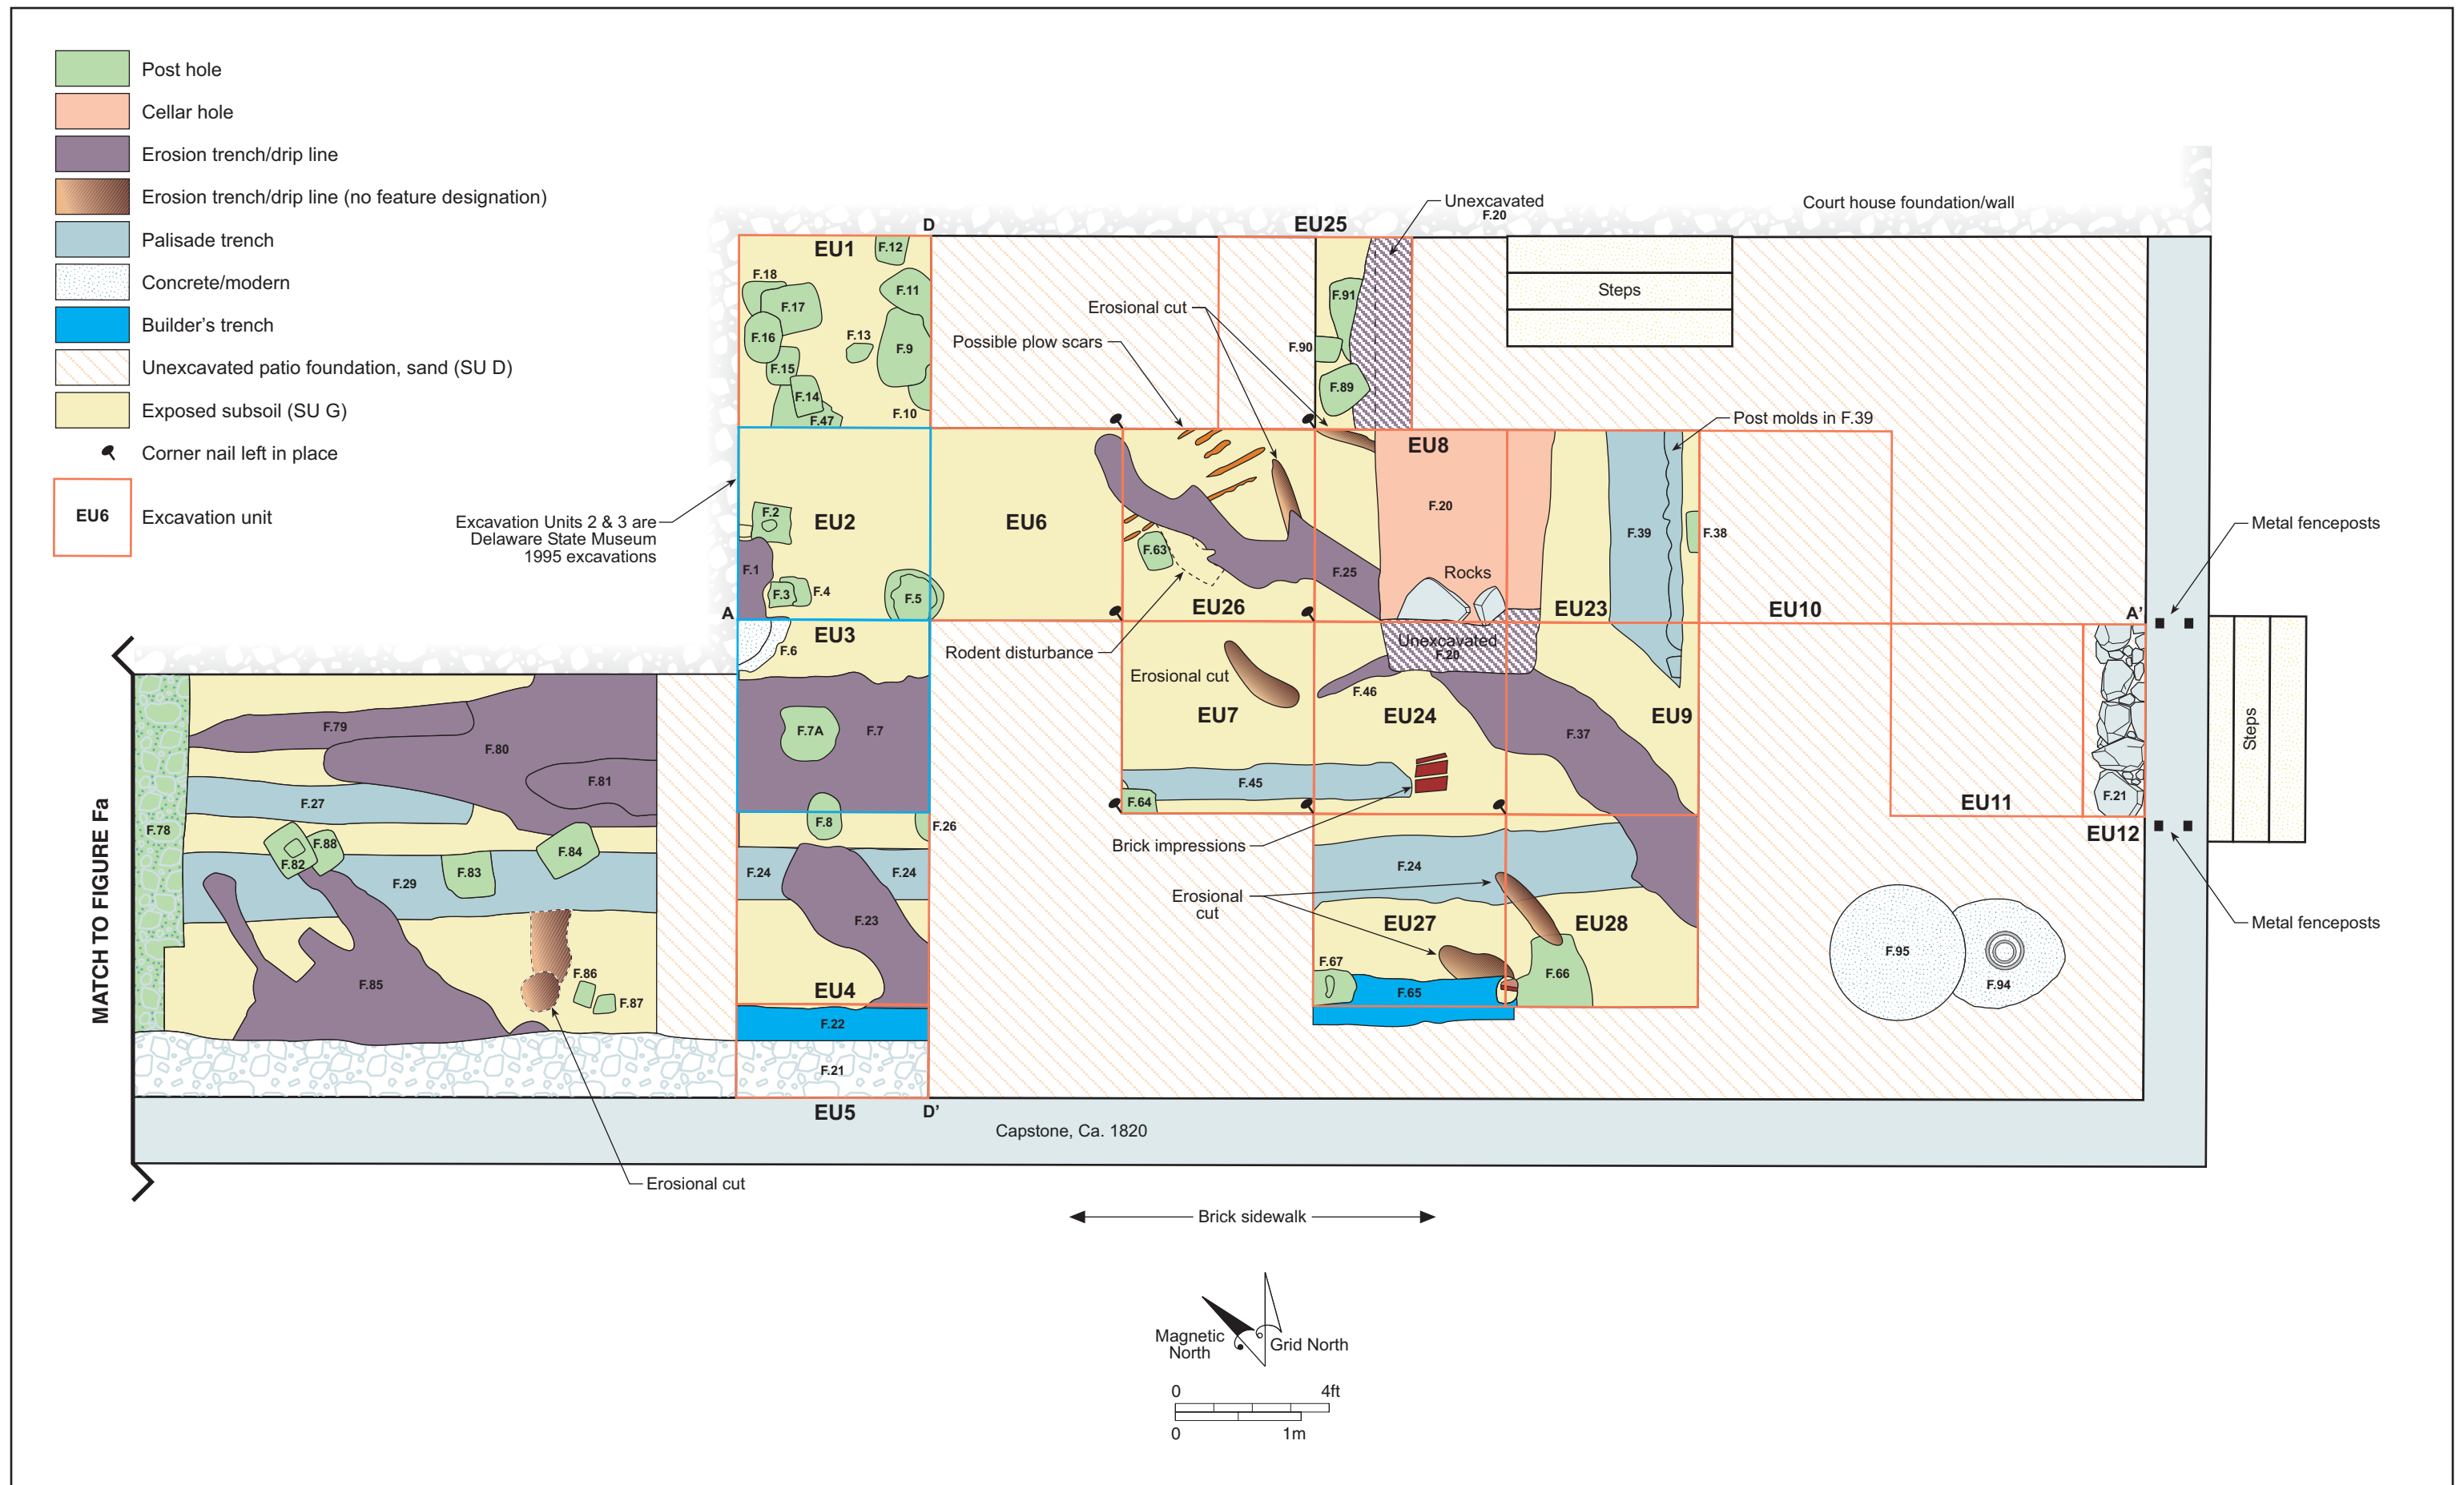 Post hole
Cellar hole
Erosion trench/drip line
Erosion trench/drip line (no feature designation)
Palisade trench
Concrete/modern
Builder’s trench
Unexcavated patio foundation, sand (SU D)
Exposed subsoil (SU G)
Corner nail left in place
EU6
Excavation unit
Unexcavated
F.20
Court house foundation/wall
D
EU25
EU1
F.12
F.18
F.11
F.17
F.16
F.13
F.9
F.15
F.14
F.47
F.10
Erosional cut
Possible plow scars
F.91
F.90
F.89
Steps
Post molds in F.39
Excavation Units 2 & 3 are
Delaware State Museum
1995 excavations
F.2
EU2
EU6
F.1
F.3
F.4
F.5
A
F.63
EU26
F.25
EU8
F.20
Rocks
EU23
F.39
F.38
EU10
A’
Metal fenceposts
EU3
F.6
Rodent disturbance
Erosional cut
EU7
Unexcavated
F.20
F.46
EU24
EU9
F.37
F.7A
F.7
F.45
F.64
F.8
F.26
Brick impressions
EU11
F.21
EU12
Steps
Metal fenceposts
F.79
F.80
F.81
F.27
F.78
F.82
F.88
F.83
F.84
F.29
F.85
F.86
F.87
MATCH TO FIGURE Fa
F.24
F.24
F.23
EU4
F.22
F.21
EU5
D’
Erosional
cut
F.24
EU27
EU28
F.67
F.65
F.66
F.95
F.94
Capstone, Ca. 1820
Erosional cut
Brick sidewalk
Magnetic
North
Grid North
0
4ft
0
1m